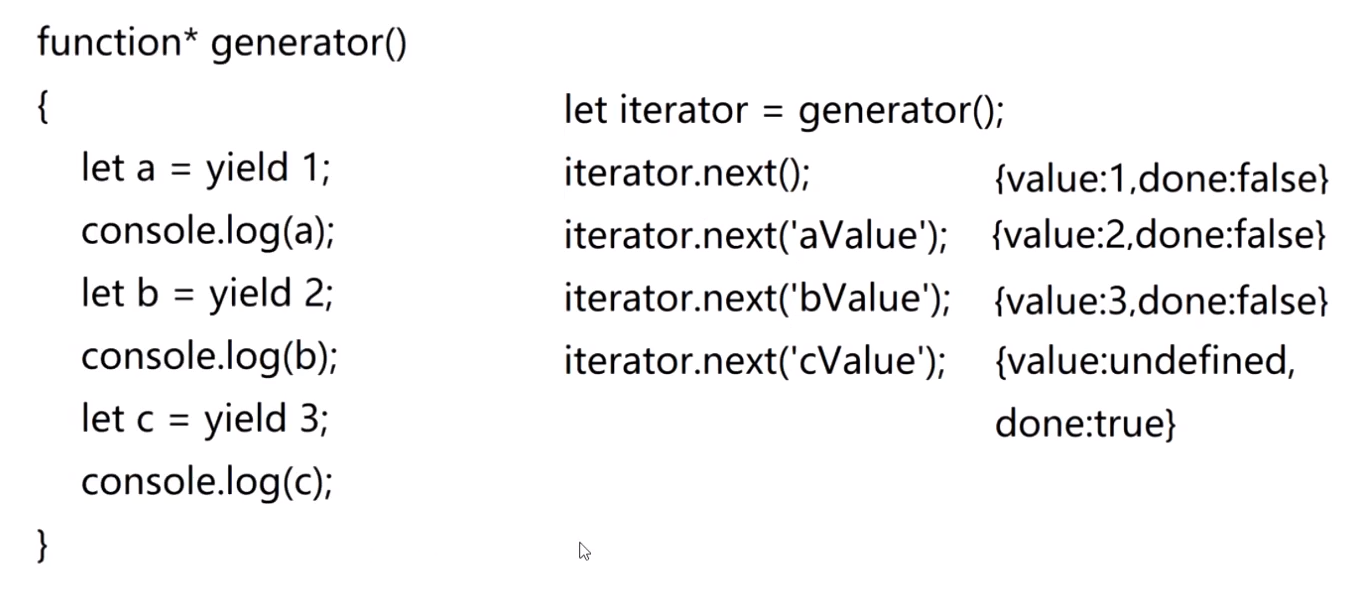 function* generator()
{
let a = yield 1;
console.log(a);
let b = yield 2;
console.log(b);
let c = yield 3;
console.log(c);
}
let iterator = generator();
iterator.next();
iterator.next('aValue');
iterator.next('bValue');
iterator.next('cValue');
{value:1,done:false}
{value:2,done:false}
{value:3,done:false}
{value:undefined,
done:true}